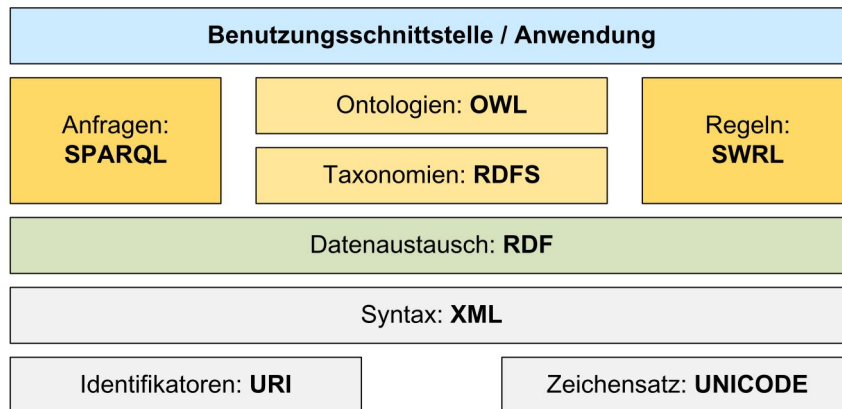 Benutzungsschnittstelle / Anwendung
Anfragen:
SPARQL
Ontologien: OWL
Taxonomien: RDFS
Regeln:
SWRL
Datenaustausch: RDF
Syntax: XML
Identifikatoren: URI
Zeichensatz: UNICODE